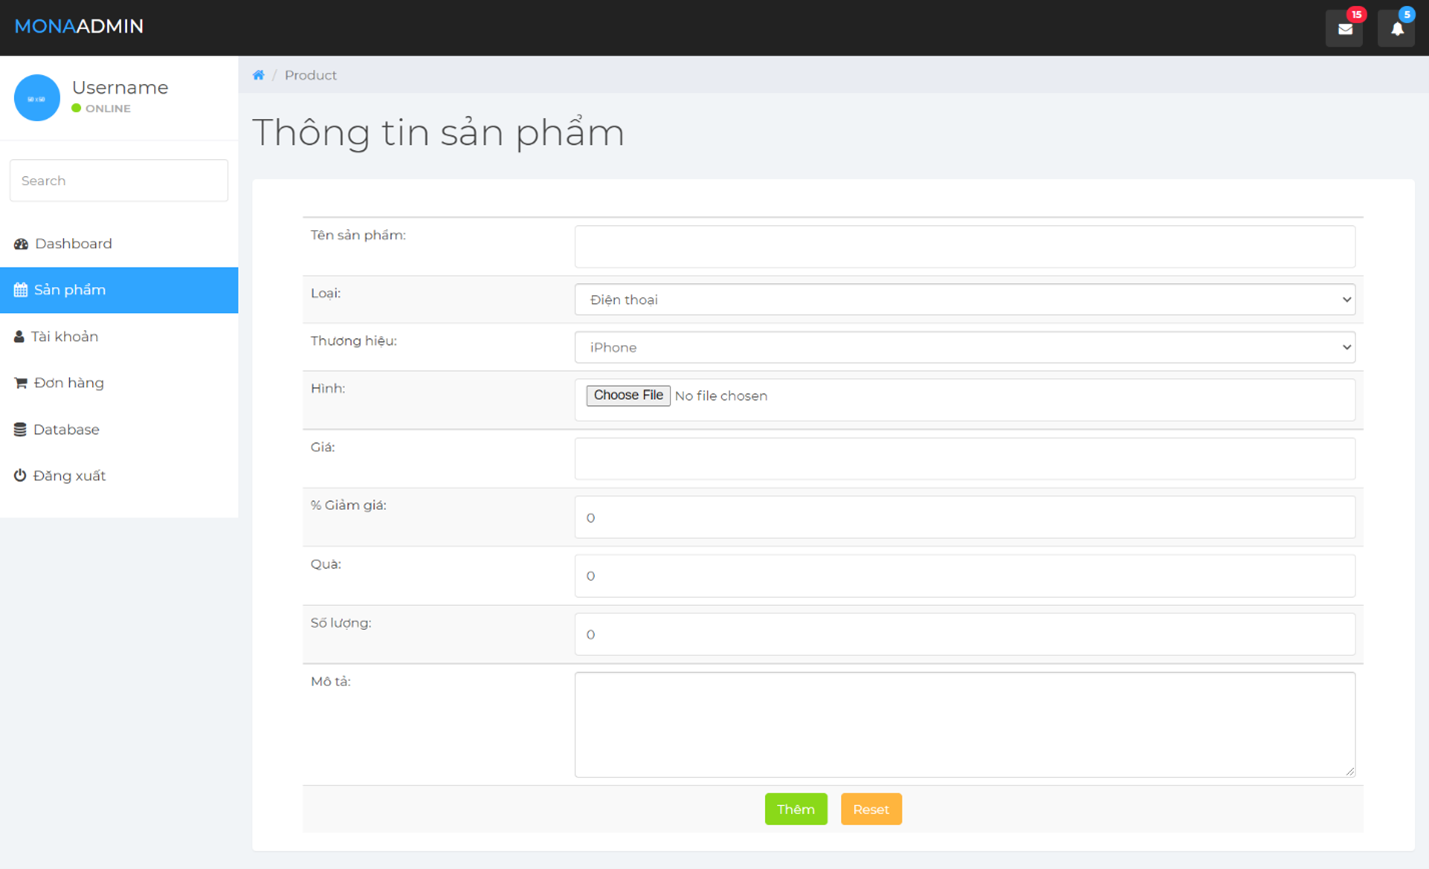 MONAADMIN
15
5
Username
ONLINE
/ Product
Thông tin sản phẩm
Search
Dashboard
Sản phẩm
Tài khoản
Đơn hàng
Database
Đăng xuất
Tên sản phẩm:
Loại:
Điện thoại
Thương hiệu:
iPhone
Hình:
Choose File No file chosen
Giá:
% Giảm giá:
0
Quà:
0
Số lượng:
0
Mô tả:
Thêm
Reset